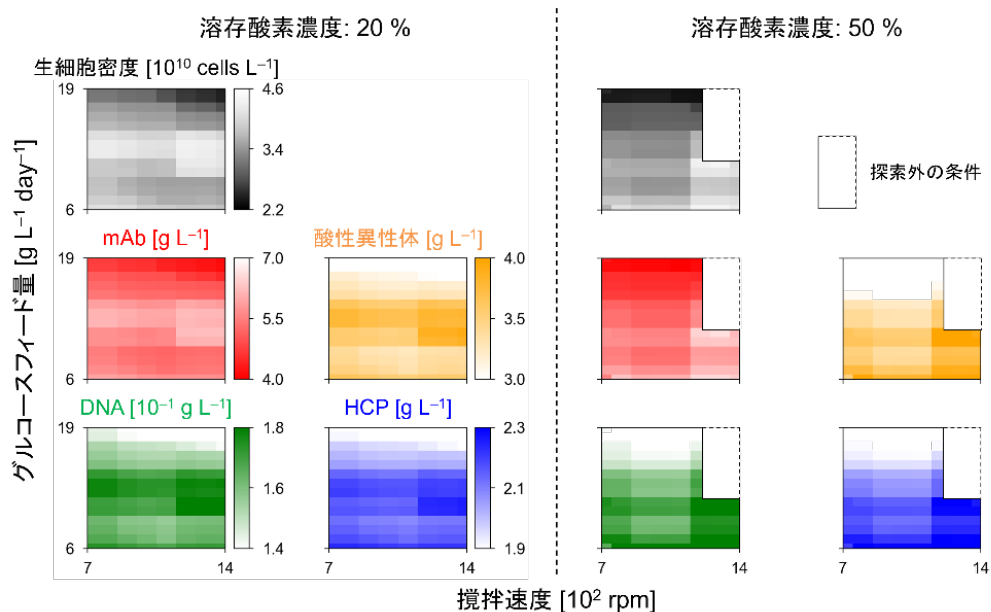 溶存酸素濃度: 20 %
溶存酸素濃度: 50 %
生細胞密度 [10¹⁰ cells L⁻¹]
19
6
4.6
3.4
2.2
探索外の条件
グルコースフィード量 [g L⁻¹ day⁻¹]
mAb [g L⁻¹]
酸性異性体 [g L⁻¹]
19
6
7.0
5.5
4.0
4.0
3.5
3.0
DNA [10⁻¹ g L⁻¹]
HCP [g L⁻¹]
19
6
7
14
1.8
1.6
1.4
7
14
2.3
2.1
1.9
7
14
7
14
撹拌速度 [10² rpm]